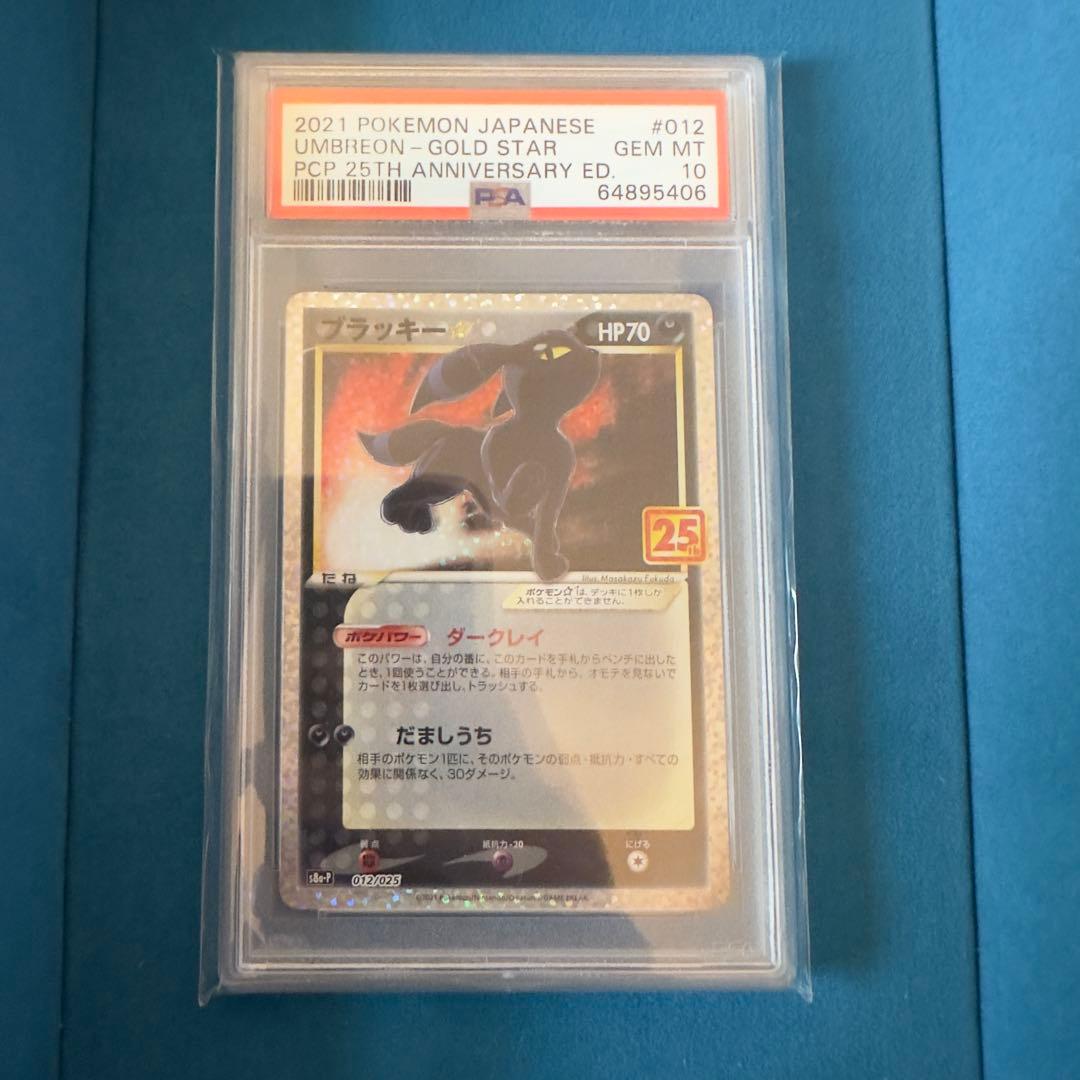 2021 POKEMON JAPANESE #012
UMBREON - GOLD STAR GEM MT
PCP 25TH ANNIVERSARY ED. 10
64895406
PSA
ブラッキー☆ HP70
25th
たね
Illus. Masakazu Fukuda
ポケモン☆は、デッキに1枚しか
入れることができません。
ポケパワー ダークレイ
このパワーは、自分の番に、このカードを手札からベンチに出した
とき、1回使うことができる。相手の手札から、オモテを見ないで
カードを1枚選び出し、トラッシュする。
だましうち
相手のポケモン1匹に、そのポケモンの弱点・抵抗力・すべての
効果に関係なく、30ダメージ。
弱点 抵抗力 -30 にげる
s8a-P 012/025
©2021 Pokémon/Nintendo/Creatures/GAME FREAK.